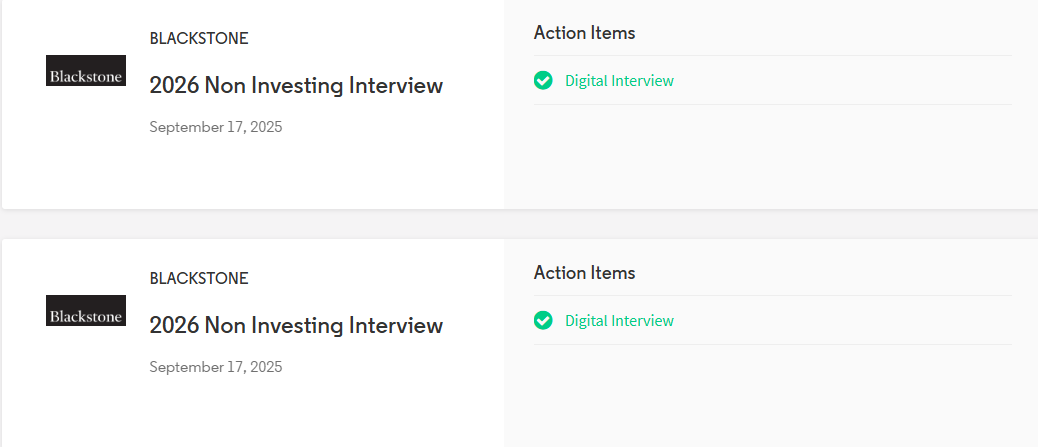 BLACKSTONE
Action Items
Blackstone
2026 Non Investing Interview
Digital Interview
September 17, 2025
BLACKSTONE
Action Items
Blackstone
2026 Non Investing Interview
Digital Interview
September 17, 2025